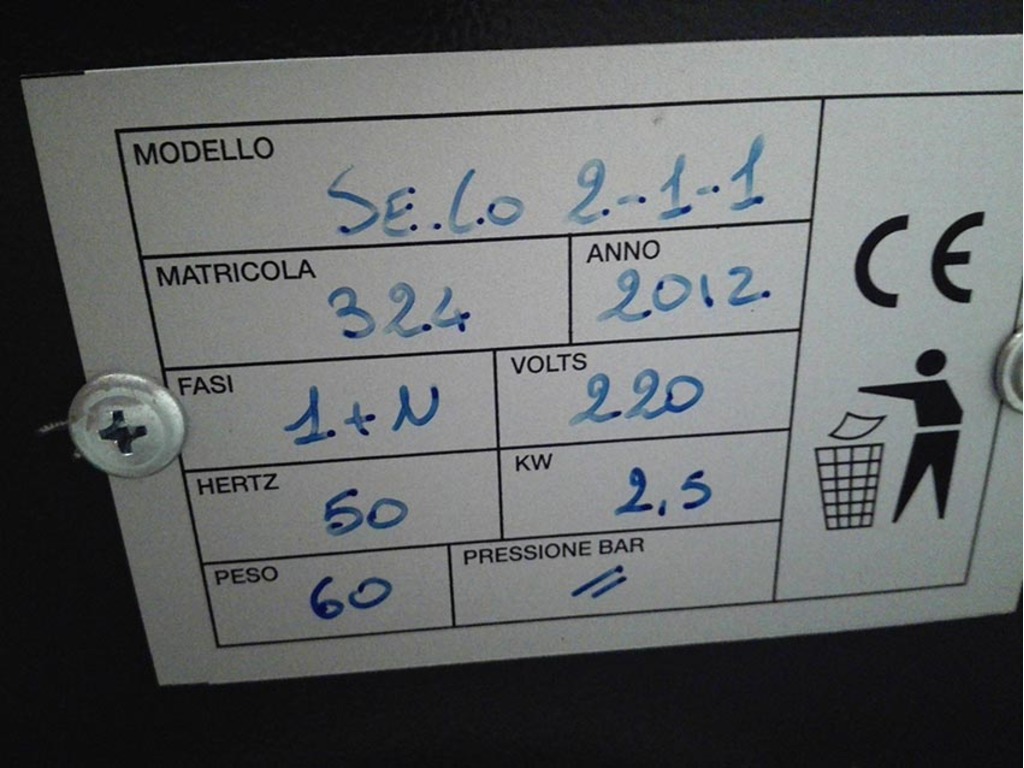 MODELLO
SE.Co 2-1-1
MATRICOLA 324 ANNO 2012
FASI 1+N VOLTS 220
HERTZ 50 KW 2,5
PESO 60 PRESSIONE BAR //
CE